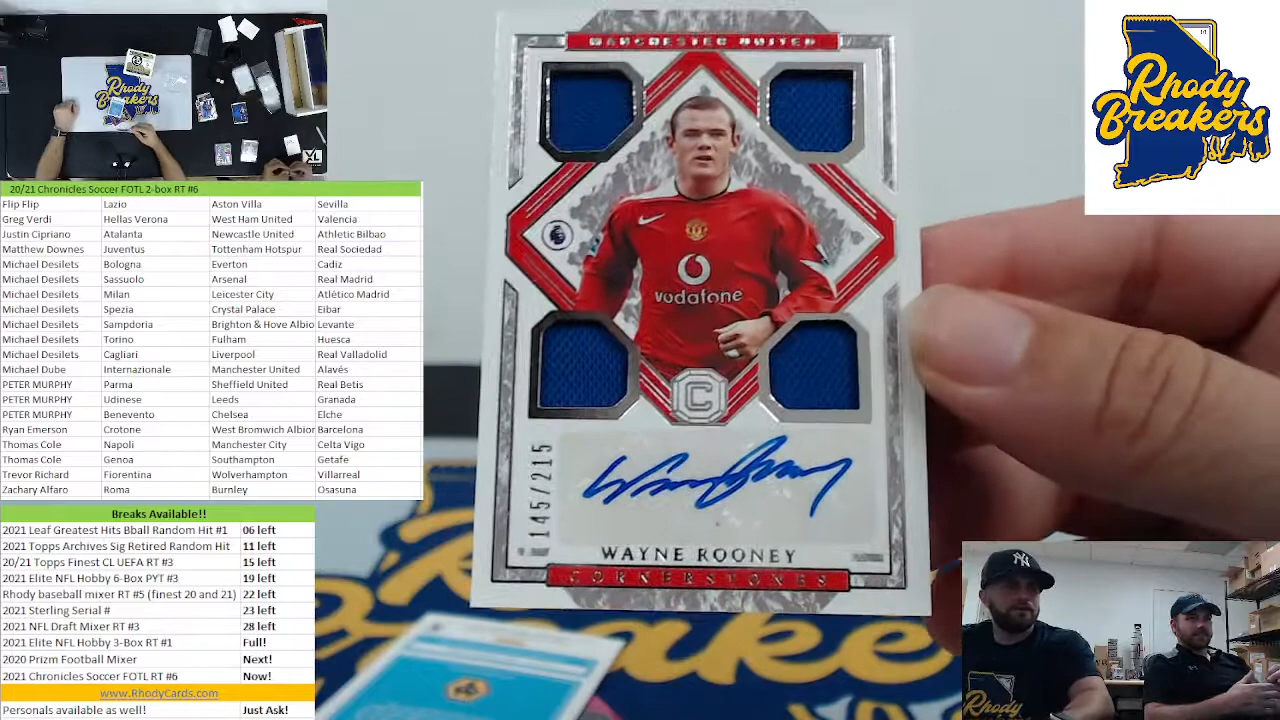 Rhody
Breakers
XL
20/21 Chronicles Soccer FOTL 2-box RT #6
Flip Flip Lazio Aston Villa Sevilla
Greg Verdi Hellas Verona West Ham United Valencia
Justin Cipriano Atalanta Newcastle United Athletic Bilbao
Matthew Downes Juventus Tottenham Hotspur Real Sociedad
Michael Desilets Bologna Everton Cadiz
Michael Desilets Sassuolo Arsenal Real Madrid
Michael Desilets Milan Leicester City Atlético Madrid
Michael Desilets Spezia Crystal Palace Eibar
Michael Desilets Sampdoria Brighton & Hove Albio Levante
Michael Desilets Torino Fulham Huesca
Michael Desilets Cagliari Liverpool Real Valladolid
Michael Dube Internazionale Manchester United Alavés
PETER MURPHY Parma Sheffield United Real Betis
PETER MURPHY Udinese Leeds Granada
PETER MURPHY Benevento Chelsea Elche
Ryan Emerson Crotone West Bromwich Albior Barcelona
Thomas Cole Napoli Manchester City Celta Vigo
Thomas Cole Genoa Southampton Getafe
Trevor Richard Fiorentina Wolverhampton Villarreal
Zachary Alfaro Roma Burnley Osasuna
Breaks Available!!
2021 Leaf Greatest Hits Bball Random Hit #1 06 left
2021 Topps Archives Sig Retired Random Hit 11 left
20/21 Topps Finest CL UEFA RT #3 15 left
2021 Elite NFL Hobby 6-Box PYT #3 19 left
Rhody baseball mixer RT #5 (finest 20 and 21) 22 left
2021 Sterling Serial # 23 left
2021 NFL Draft Mixer RT #3 28 left
2021 Elite NFL Hobby 3-Box RT #1 Full!
2020 Prizm Football Mixer Next!
2021 Chronicles Soccer FOTL RT #6 Now!
www.RhodyCards.com
Personals available as well! Just Ask!
MANCHESTER UNITED
vodafone
C
145/215
WAYNE ROONEY
CORNERSTONES
Rhody
Breakers
Breakers
NY
Rhody
Breakers